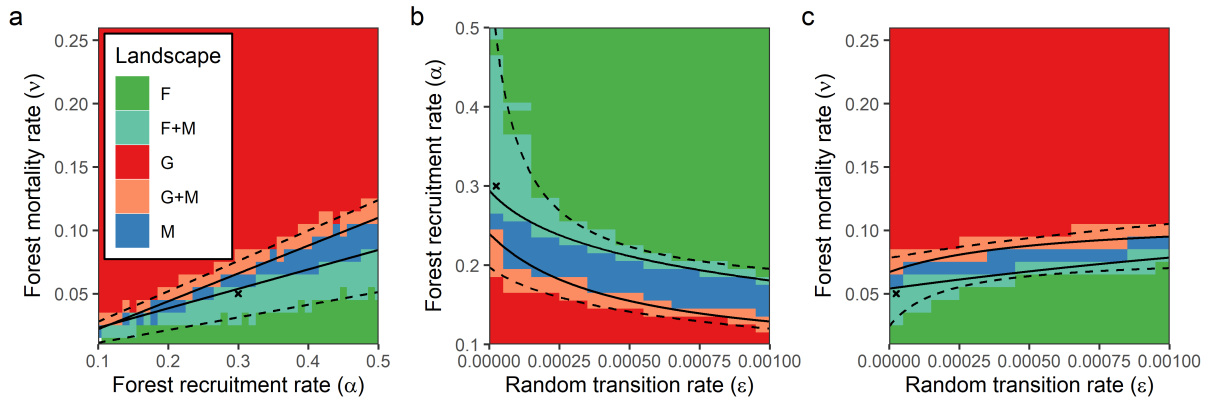 a
Forest mortality rate (ν)
0.25
0.20
0.15
0.10
0.05
Landscape
F
F+M
G
G+M
M
0.1 0.2 0.3 0.4 0.5
Forest recruitment rate (α)
b
Forest recruitment rate (α)
0.5
0.4
0.3
0.2
0.1
0.00000 0.00025 0.00050 0.00075 0.00100
Random transition rate (ε)
c
Forest mortality rate (ν)
0.25
0.20
0.15
0.10
0.05
0.00000 0.00025 0.00050 0.00075 0.00100
Random transition rate (ε)